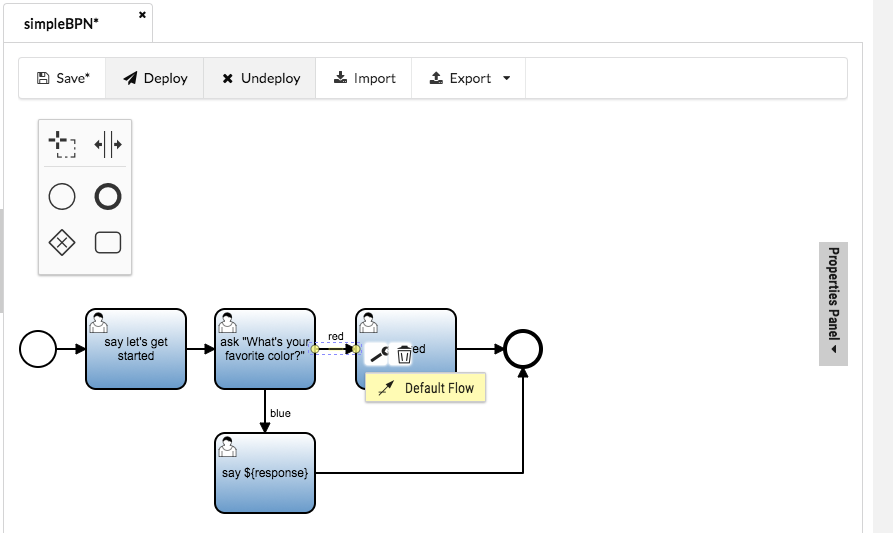 simpleBPN*
Save*
Deploy
Undeploy
Import
Export
Properties Panel
say let's get
started
ask "What's your
favorite color?"
red
ed
Default Flow
blue
say ${response}